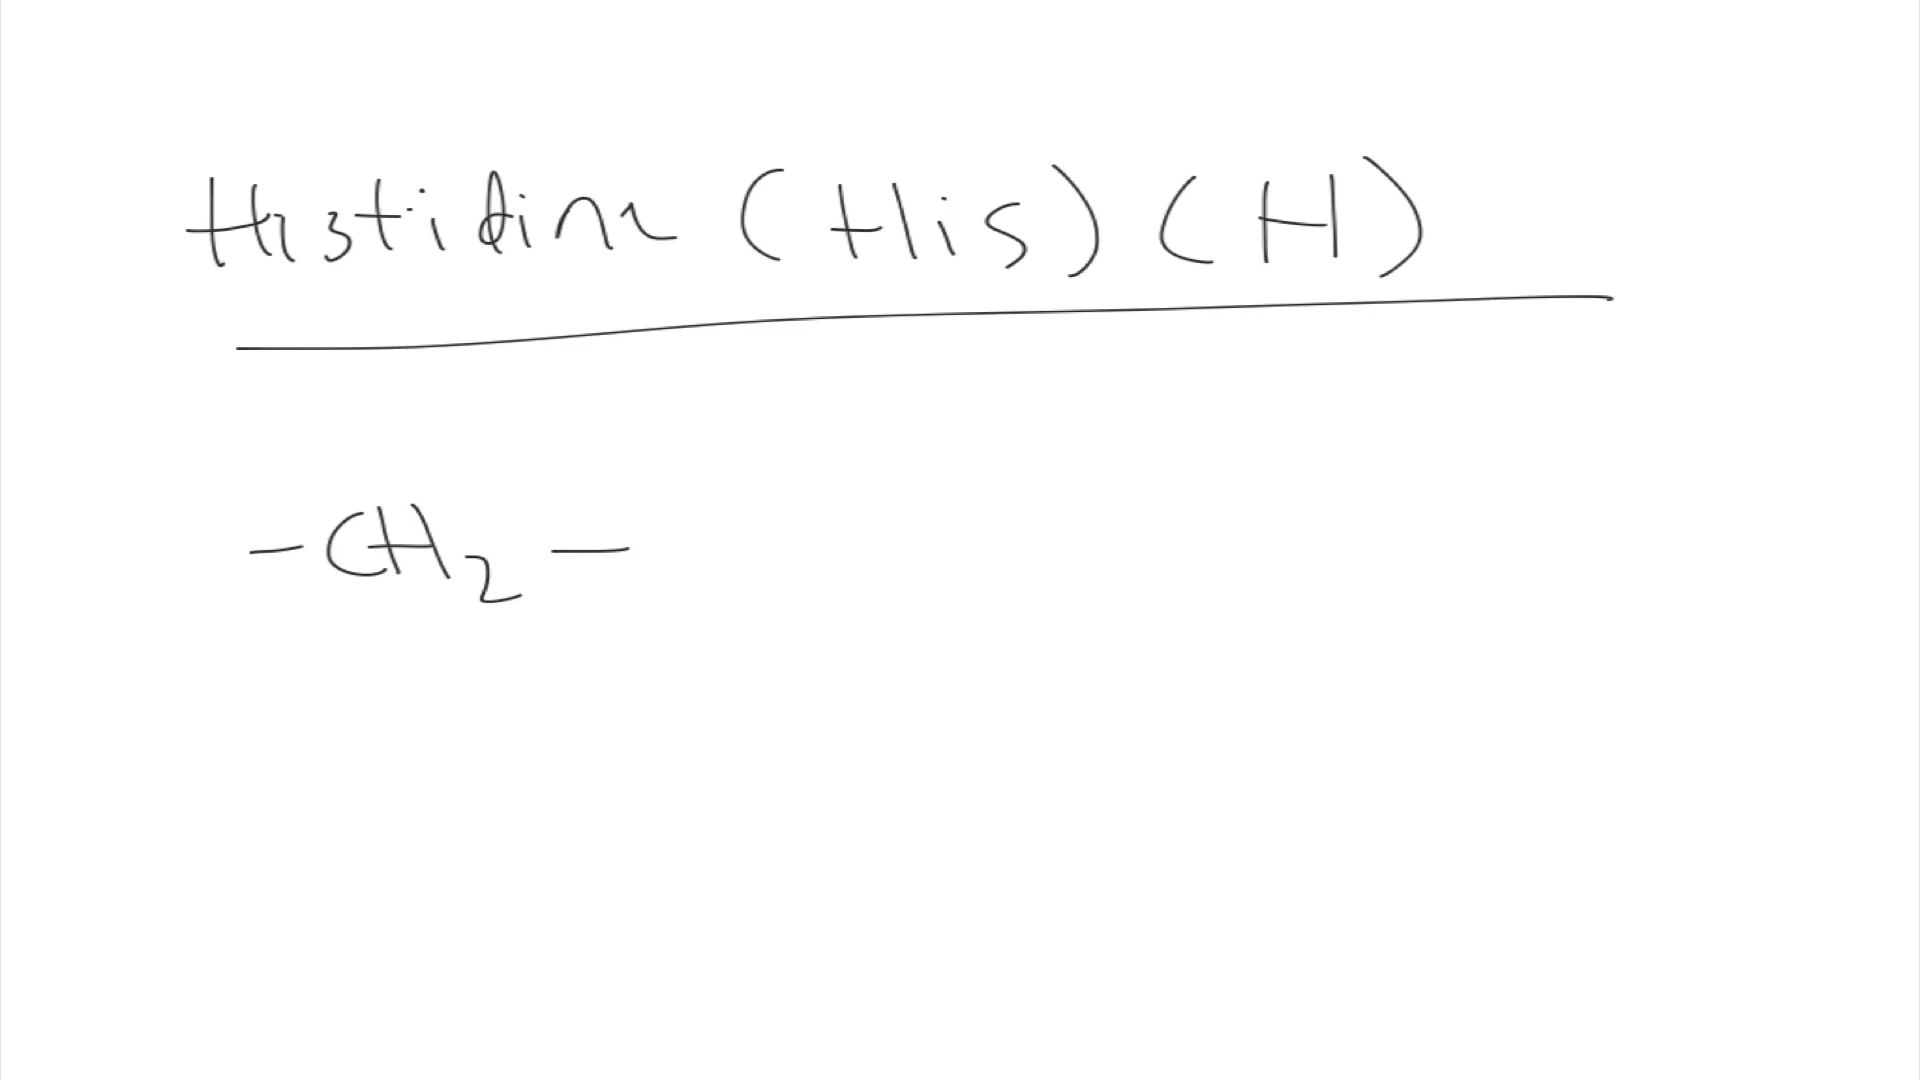 Histidine (His) (H)
-CH₂-